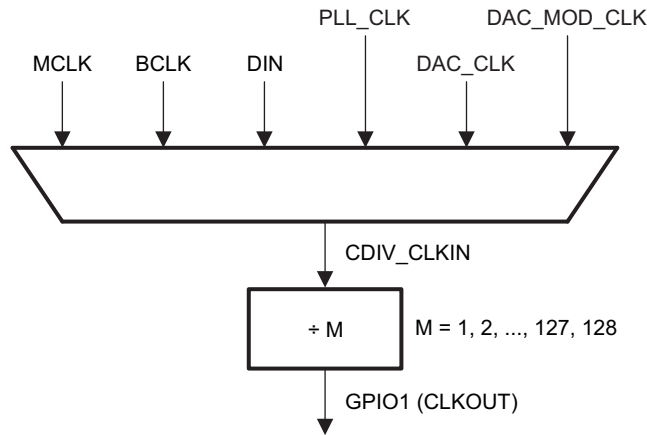 PLL_CLK
DAC_MOD_CLK
MCLK
BCLK
DIN
DAC_CLK
CDIV_CLKIN
÷ M
M = 1, 2, ..., 127, 128
GPIO1 (CLKOUT)